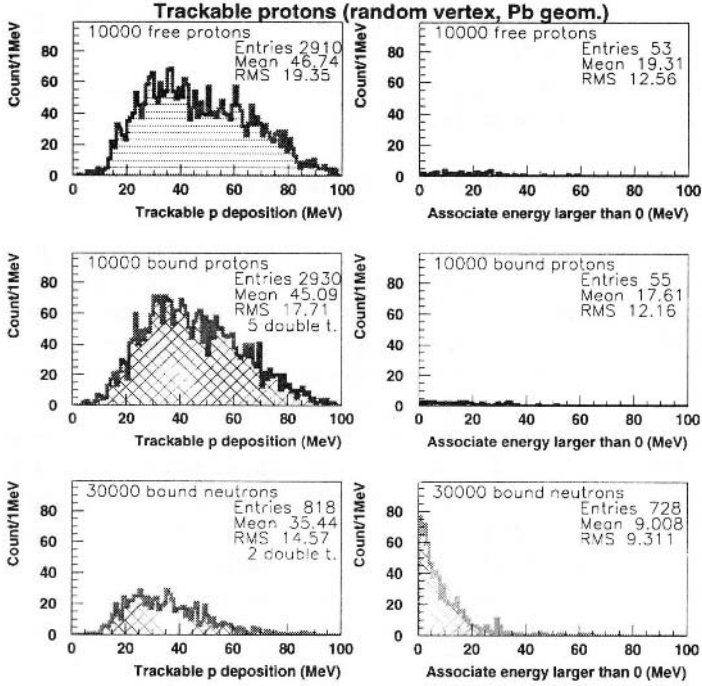 Trackable protons (random vertex, Pb geom.)
10000 free protons
Entries 2910
Mean 46.74
RMS 19.35
Count/1MeV
80
60
40
20
0
0 20 40 60 80 100
Trackable p deposition (MeV)
10000 free protons
Entries 53
Mean 19.31
RMS 12.56
Count/1MeV
80
60
40
20
0
0 20 40 60 80 100
Associate energy larger than 0 (MeV)
10000 bound protons
Entries 2930
Mean 45.09
RMS 17.71
5 double t.
Count/1MeV
80
60
40
20
0
0 20 40 60 80 100
Trackable p deposition (MeV)
10000 bound protons
Entries 55
Mean 17.61
RMS 12.16
Count/1MeV
80
60
40
20
0
0 20 40 60 80 100
Associate energy larger than 0 (MeV)
30000 bound neutrons
Entries 818
Mean 35.44
RMS 14.57
2 double t.
Count/1MeV
80
60
40
20
0
0 20 40 60 80 100
Trackable p deposition (MeV)
30000 bound neutrons
Entries 728
Mean 9.008
RMS 9.311
Count/1MeV
80
60
40
20
0
0 20 40 60 80 100
Associate energy larger than 0 (MeV)